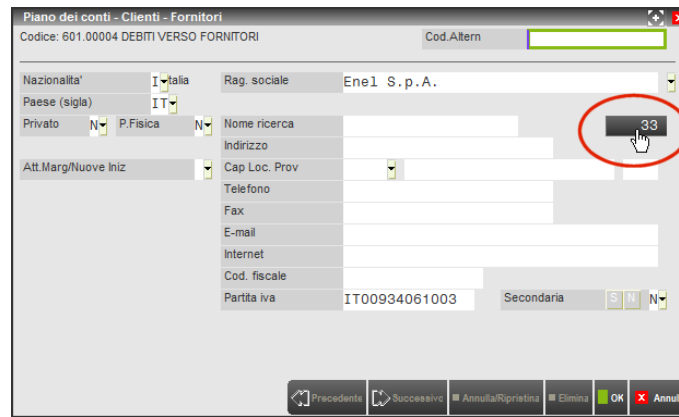 Piano dei conti - Clienti - Fornitori
Codice: 601.00004 DEBITI VERSO FORNITORI Cod.Altern
Nazionalita' I talia Rag. sociale Enel S.p.A.
Paese (sigla) IT
Privato N P.Fisica N Nome ricerca 33
Indirizzo
Att.Marg/Nuove Iniz Cap Loc. Prov
Telefono
Fax
E-mail
Internet
Cod. fiscale
Partita iva IT00934061003 Secondaria S N N
Precedente Successivo Annulla/Ripristina Elimina OK Annul